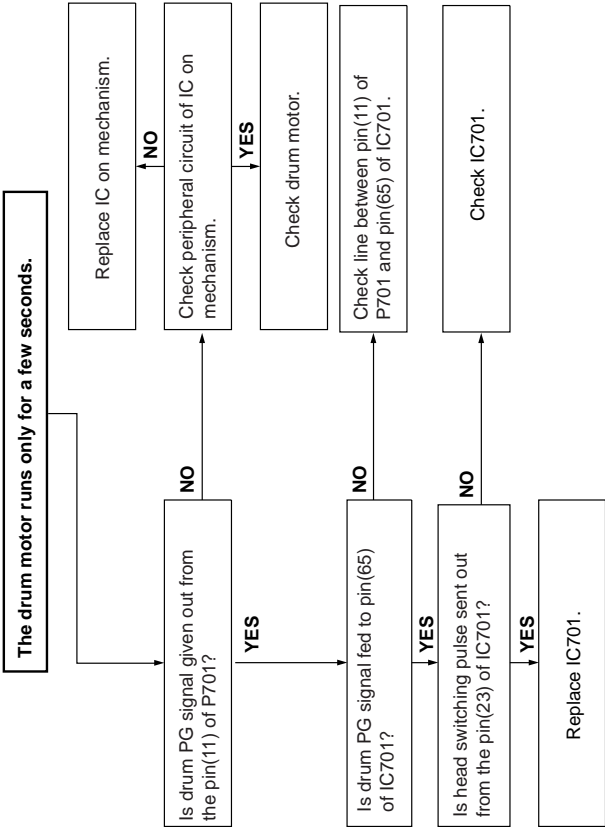 The drum motor runs only for a few seconds.
Is drum PG signal given out from
the pin(11) of P701?
NO
YES
Replace IC on mechanism.
NO
Check peripheral circuit of IC on
mechanism.
YES
Check drum motor.
Is drum PG signal fed to pin(65)
of IC701?
NO
YES
Check line between pin(11) of
P701 and pin(65) of IC701.
Is head switching pulse sent out
from the pin(23) of IC701?
NO
YES
Check IC701.
Replace IC701.